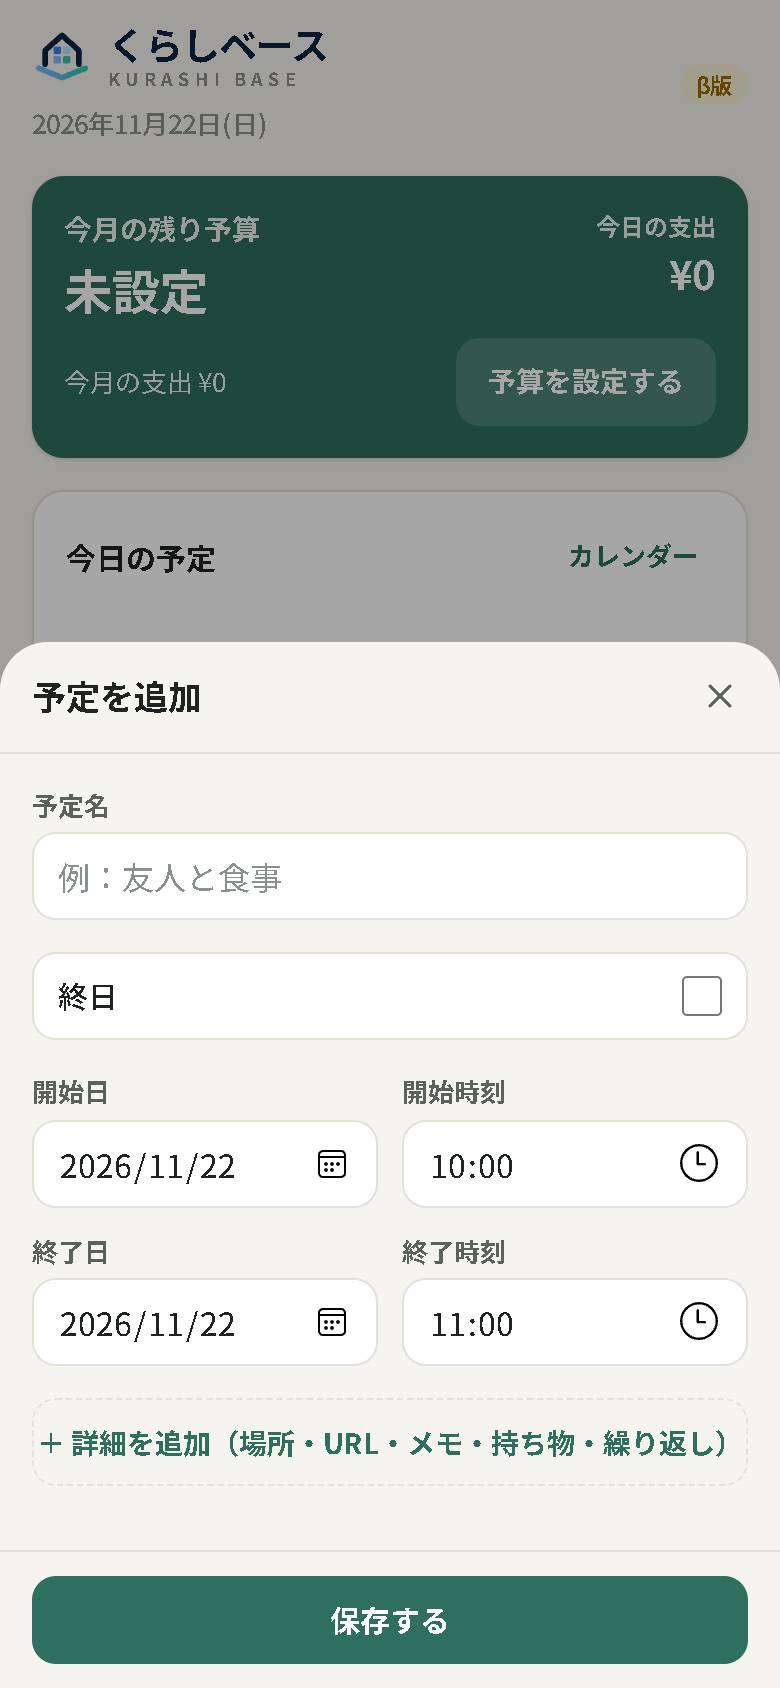 くらしベース
KURASHI BASE
β版
2026年11月22日(日)
今月の残り予算
今日の支出
未設定
¥0
今月の支出 ¥0
予算を設定する
今日の予定
カレンダー
予定を追加
予定名
例：友人と食事
終日
開始日
開始時刻
2026/11/22
10:00
終了日
終了時刻
2026/11/22
11:00
＋ 詳細を追加（場所・URL・メモ・持ち物・繰り返し）
保存する